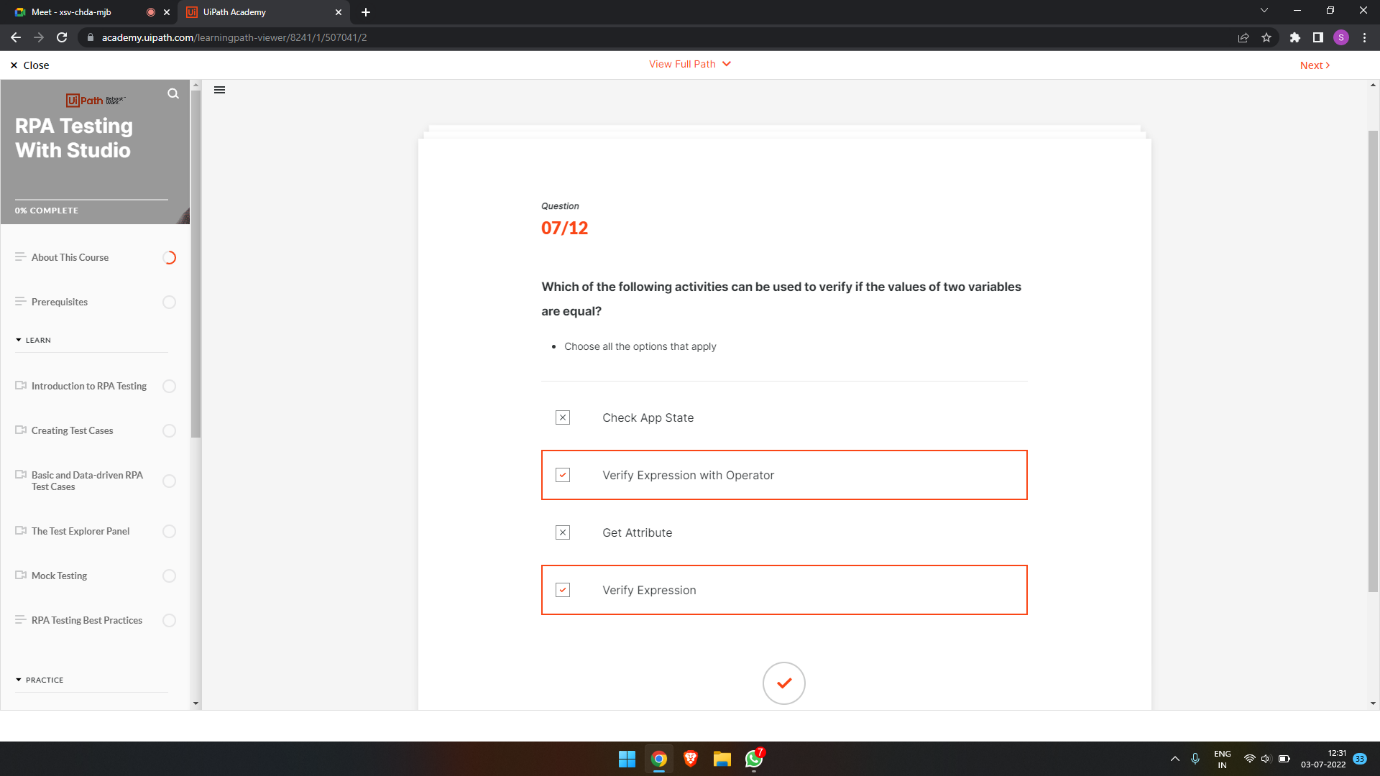 Meet - xsv-chda-mjb
UiPath Academy
academy.uipath.com/learningpath-viewer/8241/1/507041/2
S
Close
View Full Path
Next
UiPath
RPA Testing
With Studio
0% COMPLETE
About This Course
Prerequisites
LEARN
Introduction to RPA Testing
Creating Test Cases
Basic and Data-driven RPA
Test Cases
The Test Explorer Panel
Mock Testing
RPA Testing Best Practices
PRACTICE
Question
07/12
Which of the following activities can be used to verify if the values of two variables
are equal?
Choose all the options that apply
Check App State
Verify Expression with Operator
Get Attribute
Verify Expression
7
ENG
IN
12:31
03-07-2022
33